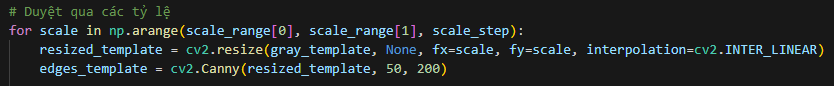 # Duyệt qua các tỷ lệ
for scale in np.arange(scale_range[0], scale_range[1], scale_step):
    resized_template = cv2.resize(gray_template, None, fx=scale, fy=scale, interpolation=cv2.INTER_LINEAR)
    edges_template = cv2.Canny(resized_template, 50, 200)